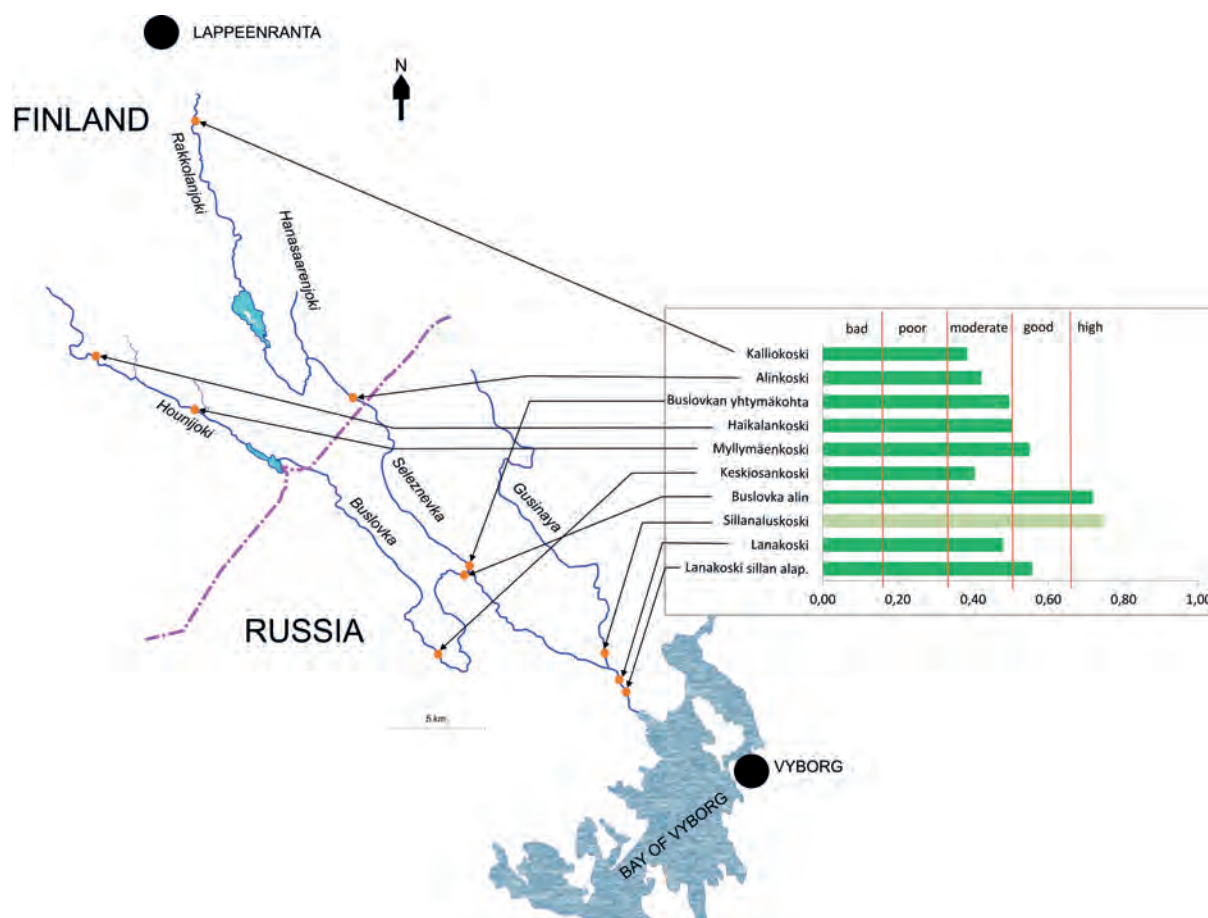 LAPPEENRANTA
N
FINLAND
Rakkolanjoki
Hanasaarenjoki
Hounijoki
Seleznevka
Gusinaya
Buslovka
RUSSIA
5 km
VYBORG
BAY OF VYBORG
bad poor moderate good high
Kalliokoski
Alinkoski
Buslovkan yhtymäkohta
Haikalankoski
Myllymäenkoski
Keskiosankoski
Buslovka alin
Sillanaluskoski
Lanakoski
Lanakoski sillan alap.
0,00 0,20 0,40 0,60 0,80 1,00